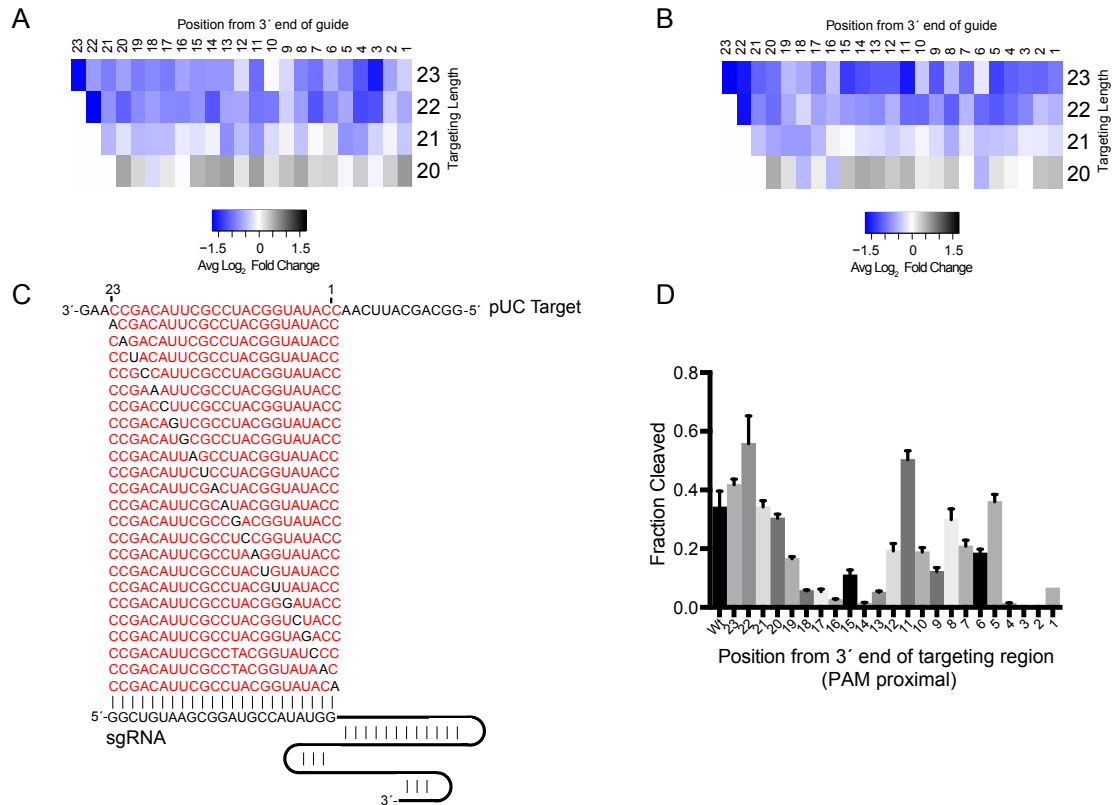 A
Position from 3´ end of guide
23 22 21 20 19 18 17 16 15 14 13 12 11 10 9 8 7 6 5 4 3 2 1
23
22
21
20
Targeting Length
−1.5 0 1.5
Avg Log2 Fold Change
B
Position from 3´ end of guide
23 22 21 20 19 18 17 16 15 14 13 12 11 10 9 8 7 6 5 4 3 2 1
23
22
21
20
Targeting Length
−1.5 0 1.5
Avg Log2 Fold Change
C
23 1
3´-GAACCGACAUUCGCCUACGGUAUACCAACUUACGACGG-5´ pUC Target
ACGACAUUCGCCUACGGUAUACC
CAGACAUUCGCCUACGGUAUACC
CCUACAUUCGCCUACGGUAUACC
CCGCCAUUCGCCUACGGUAUACC
CCGAAAUUCGCCUACGGUAUACC
CCGACCUUCGCCUACGGUAUACC
CCGACAGUCGCCUACGGUAUACC
CCGACAUGCGCCUACGGUAUACC
CCGACAUUAGCCUACGGUAUACC
CCGACAUUCUCCUACGGUAUACC
CCGACAUUCGACUACGGUAUACC
CCGACAUUCGCAUACGGUAUACC
CCGACAUUCGCCGACGGUAUACC
CCGACAUUCGCCUCCGGUAUACC
CCGACAUUCGCCUAAGGUAUACC
CCGACAUUCGCCUACUGUAUACC
CCGACAUUCGCCUACGUUAUACC
CCGACAUUCGCCUACGGGAUACC
CCGACAUUCGCCUACGGUCUACC
CCGACAUUCGCCUACGGUAGACC
CCGACAUUCGCCTACGGUAUCCC
CCGACAUUCGCCTACGGUAUAAC
CCGACAUUCGCCUACGGUAUACA
5´-GGCUGUAAGCGGAUGCCAUAUGG
sgRNA
3´-
D
Fraction Cleaved
0.8
0.6
0.4
0.2
0.0
Wt 23 22 21 20 19 18 17 16 15 14 13 12 11 10 9 8 7 6 5 4 3 2 1
Position from 3´ end of targeting region
(PAM proximal)